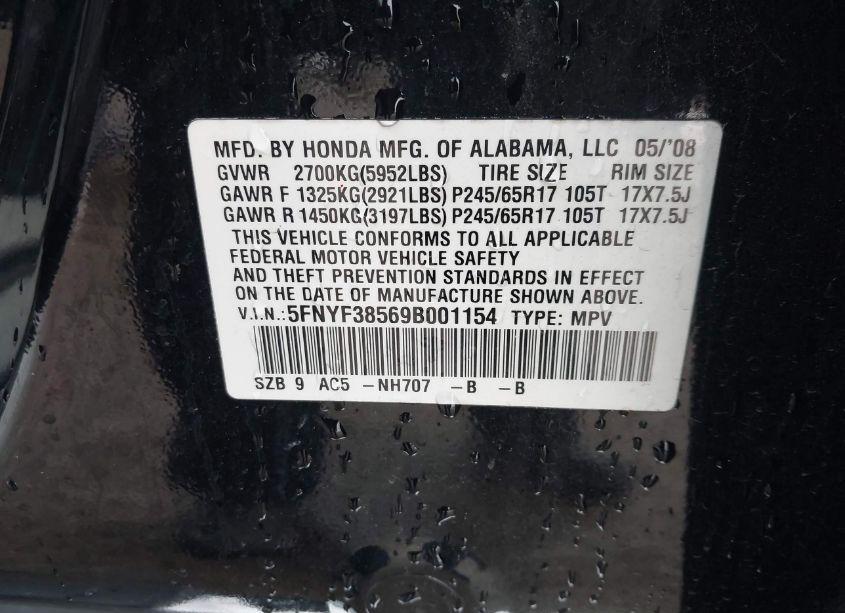 MFD. BY HONDA MFG. OF ALABAMA, LLC 05/'08
GVWR 2700KG(5952LBS) TIRE SIZE RIM SIZE
GAWR F 1325KG(2921LBS) P245/65R17 105T 17X7.5J
GAWR R 1450KG(3197LBS) P245/65R17 105T 17X7.5J
THIS VEHICLE CONFORMS TO ALL APPLICABLE
FEDERAL MOTOR VEHICLE SAFETY
AND THEFT PREVENTION STANDARDS IN EFFECT
ON THE DATE OF MANUFACTURE SHOWN ABOVE.
V.I.N.:5FNYF38569B001154 TYPE: MPV
SZB 9 AC5 -NH707 -B -B